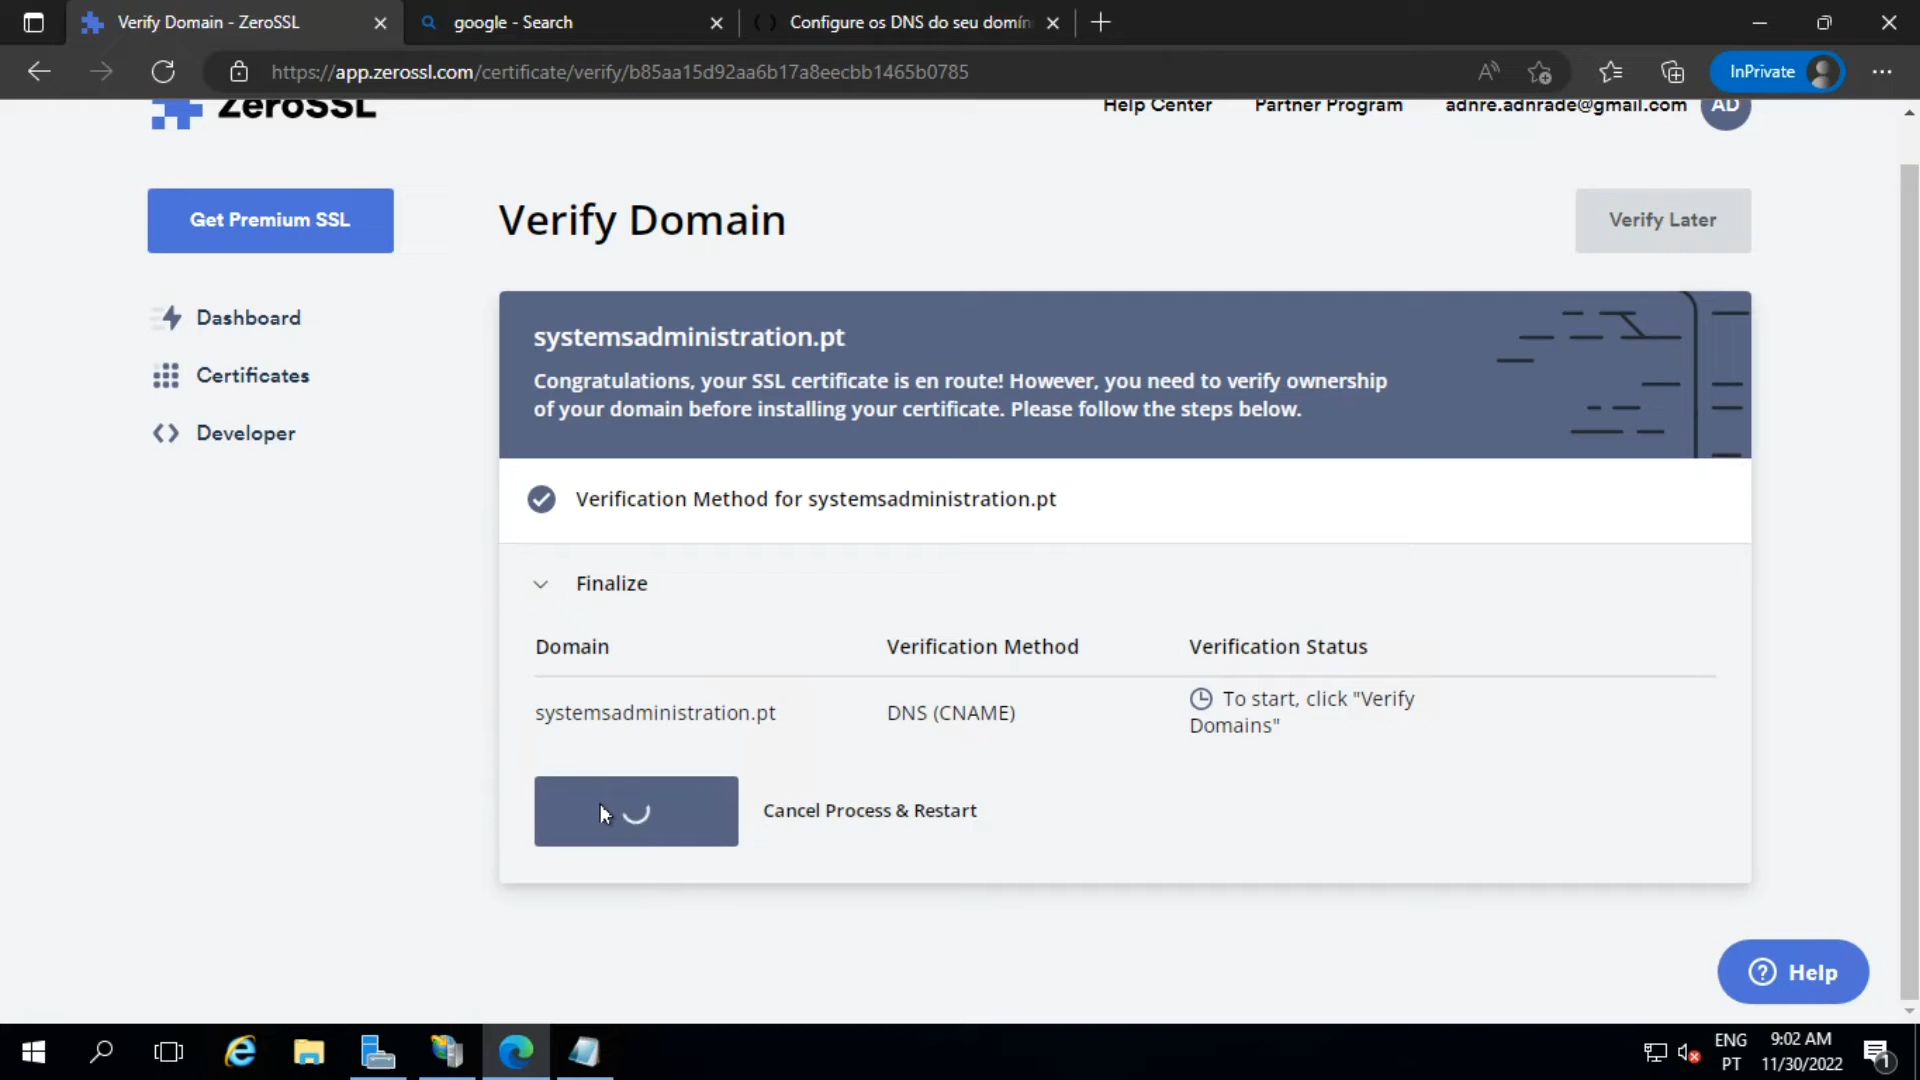 Verify Domain - ZeroSSL
google - Search
Configure os DNS do seu domín
https://app.zerossl.com/certificate/verify/b85aa15d92aa6b17a8eecbb1465b0785
InPrivate
ZeroSSL
Help Center
Partner Program
adnre.adnrade@gmail.com
AD
Get Premium SSL
Verify Domain
Verify Later
Dashboard
Certificates
Developer
systemsadministration.pt
Congratulations, your SSL certificate is en route! However, you need to verify ownership
of your domain before installing your certificate. Please follow the steps below.
Verification Method for systemsadministration.pt
Finalize
Domain
Verification Method
Verification Status
systemsadministration.pt
DNS (CNAME)
To start, click "Verify
Domains"
Cancel Process & Restart
Help
ENG
PT
9:02 AM
11/30/2022
1